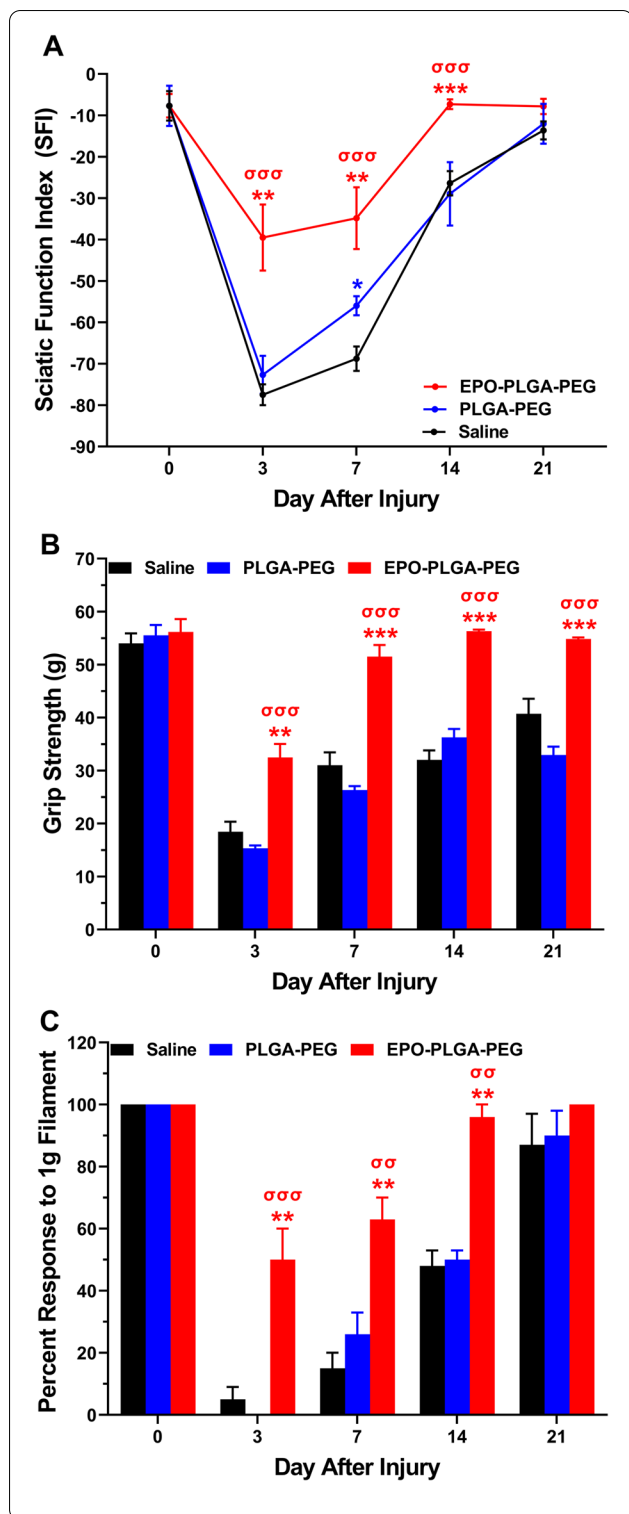 A
0
-10
-20
-30
-40
-50
-60
-70
-80
-90
Sciatic Function Index (SFI)
σσσ
***
σσσ
**
σσσ
**
*
EPO-PLGA-PEG
PLGA-PEG
Saline
0 3 7 14 21
Day After Injury
B
70
60
50
40
30
20
10
0
Grip Strength (g)
Saline PLGA-PEG EPO-PLGA-PEG
σσσ
**
σσσ
***
σσσ
***
σσσ
***
0 3 7 14 21
Day After Injury
C
120
100
80
60
40
20
0
Percent Response to 1g Filament
Saline PLGA-PEG EPO-PLGA-PEG
σσσ
**
σσ
**
σσ
**
0 3 7 14 21
Day After Injury